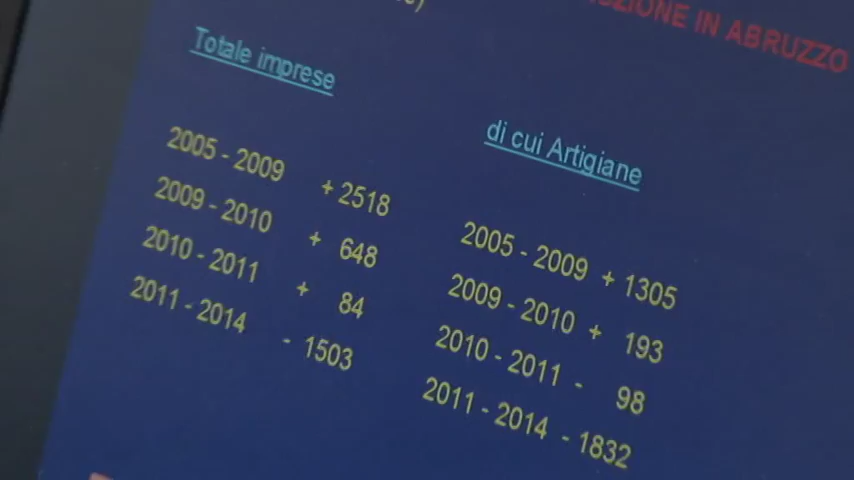 IN ABRUZZO
Totale imprese
2005 - 2009 + 2518
2009 - 2010 + 648
2010 - 2011 + 84
2011 - 2014 - 1503
di cui Artigiane
2005 - 2009 + 1305
2009 - 2010 + 193
2010 - 2011 - 98
2011 - 2014 - 1832